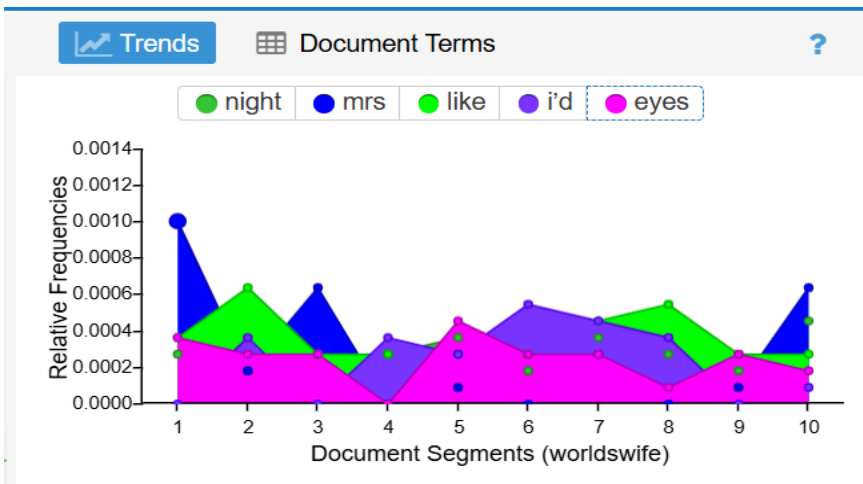 Trends Document Terms ?
night mrs like i'd eyes
0.0014
0.0012
0.0010
0.0008
0.0006
0.0004
0.0002
0.0000
Relative Frequencies
1 2 3 4 5 6 7 8 9 10
Document Segments (worldswife)